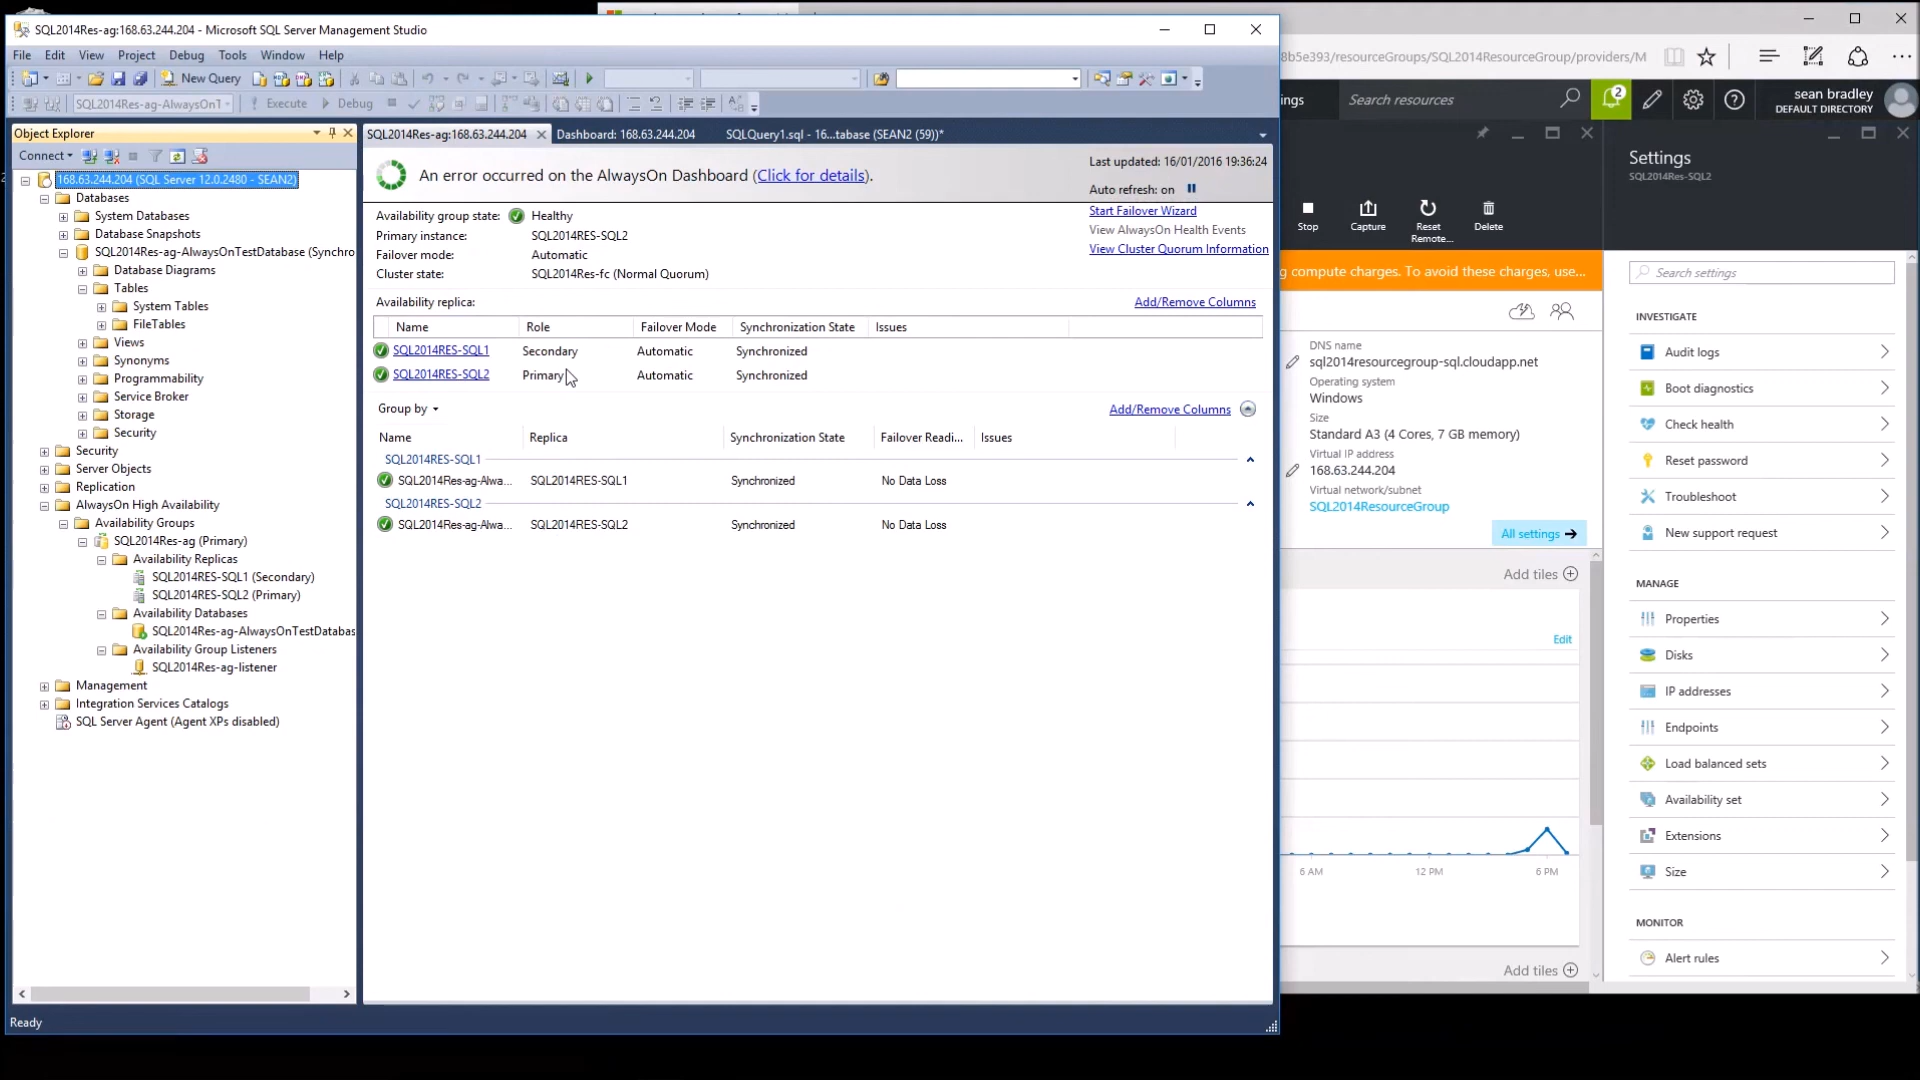 SQL2014Res-ag:168.63.244.204 - Microsoft SQL Server Management Studio
File Edit View Project Debug Tools Window Help
New Query
SQL2014Res-ag-AlwaysOnT Execute Debug
Object Explorer
Connect
168.63.244.204 (SQL Server 12.0.2480 - SEAN2)
Databases
System Databases
Database Snapshots
SQL2014Res-ag-AlwaysOnTestDatabase (Synchro
Database Diagrams
Tables
System Tables
FileTables
Views
Synonyms
Programmability
Service Broker
Storage
Security
Security
Server Objects
Replication
AlwaysOn High Availability
Availability Groups
SQL2014Res-ag (Primary)
Availability Replicas
SQL2014RES-SQL1 (Secondary)
SQL2014RES-SQL2 (Primary)
Availability Databases
SQL2014Res-ag-AlwaysOnTestDatabas
Availability Group Listeners
SQL2014Res-ag-listener
Management
Integration Services Catalogs
SQL Server Agent (Agent XPs disabled)
Ready
SQL2014Res-ag:168.63.244.204 Dashboard: 168.63.244.204 SQLQuery1.sql - 16...tabase (SEAN2 (59))*
An error occurred on the AlwaysOn Dashboard (Click for details).
Last updated: 16/01/2016 19:36:24
Auto refresh: on
Availability group state: Healthy
Primary instance: SQL2014RES-SQL2
Failover mode: Automatic
Cluster state: SQL2014Res-fc (Normal Quorum)
Start Failover Wizard
View AlwaysOn Health Events
View Cluster Quorum Information
Availability replica: Add/Remove Columns
Name Role Failover Mode Synchronization State Issues
SQL2014RES-SQL1 Secondary Automatic Synchronized
SQL2014RES-SQL2 Primary Automatic Synchronized
Group by Add/Remove Columns
Name Replica Synchronization State Failover Readi... Issues
SQL2014RES-SQL1
SQL2014Res-ag-Alwa... SQL2014RES-SQL1 Synchronized No Data Loss
SQL2014RES-SQL2
SQL2014Res-ag-Alwa... SQL2014RES-SQL2 Synchronized No Data Loss
8b5e393/resourceGroups/SQL2014ResourceGroup/providers/M
ings Search resources 2 sean bradley
DEFAULT DIRECTORY
Stop Capture Reset Remote... Delete
g compute charges. To avoid these charges, use...
DNS name
sql2014resourcegroup-sql.cloudapp.net
Operating system
Windows
Size
Standard A3 (4 Cores, 7 GB memory)
Virtual IP address
168.63.244.204
Virtual network/subnet
SQL2014ResourceGroup
All settings
Add tiles
Edit
6 AM 12 PM 6 PM
Add tiles
Settings
SQL2014Res-SQL2
Search settings
INVESTIGATE
Audit logs
Boot diagnostics
Check health
Reset password
Troubleshoot
New support request
MANAGE
Properties
Disks
IP addresses
Endpoints
Load balanced sets
Availability set
Extensions
Size
MONITOR
Alert rules